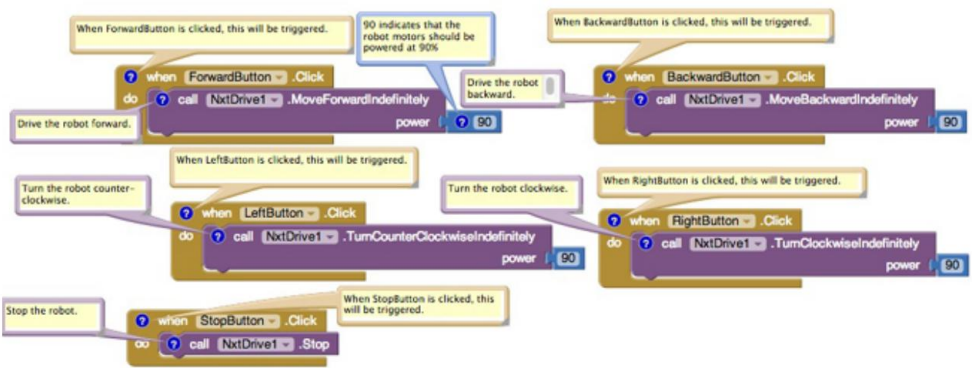 When ForwardButton is clicked, this will be triggered.
90 indicates that the
robot motors should be
powered at 90%
When BackwardButton is clicked, this will be triggered.
? when ForwardButton .Click
do ? call NxtDrive1 .MoveForwardIndefinitely
power ? 90
Drive the robot forward.
Drive the robot
backward.
? when BackwardButton .Click
do ? call NxtDrive1 .MoveBackwardIndefinitely
power 90
When LeftButton is clicked, this will be triggered.
Turn the robot counter-
clockwise.
? when LeftButton .Click
do ? call NxtDrive1 .TurnCounterClockwiseIndefinitely
power 90
Turn the robot clockwise.
When RightButton is clicked, this will be triggered.
? when RightButton .Click
do ? call NxtDrive1 .TurnClockwiseIndefinitely
power 90
Stop the robot.
When StopButton is clicked, this
will be triggered.
? when StopButton .Click
do ? call NxtDrive1 .Stop